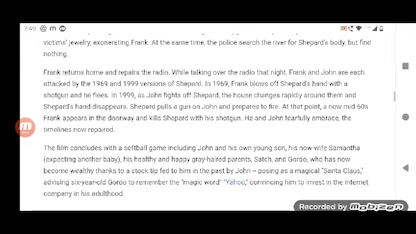 7:49
victims' jewelry, exonerating Frank. At the same time, the police search the river for Shepard's body, but find
nothing.
Frank returns home and repairs the radio. While talking over the radio that night, Frank and John are each
attacked by the 1969 and 1999 versions of Shepard. In 1969, Frank blows off Shepard's hand with a shotgun
and he flees. In 1999, as John fights off Shepard, the house changes rapidly around them and
Shepard's hand disappears. Shepard pulls a gun on John and prepares to fire. At that point, a new mid-60s
Frank appears in the doorway and kills Shepard with his shotgun. He and John tearfully embrace, the
timelines now repaired.
The film concludes with a softball game including John and his own young son, his now-wife Samantha
(expecting another baby), his healthy and happy gray-haired parents, Satch, and Gordo, who has now
become wealthy thanks to a stock tip fed to him in the past by John – posing as a magical "Santa Claus,"
advising six-year-old Gordo to remember the "magic word" "Yahoo," convincing him to invest in the internet
company in his adulthood.
Recorded by
mobizen